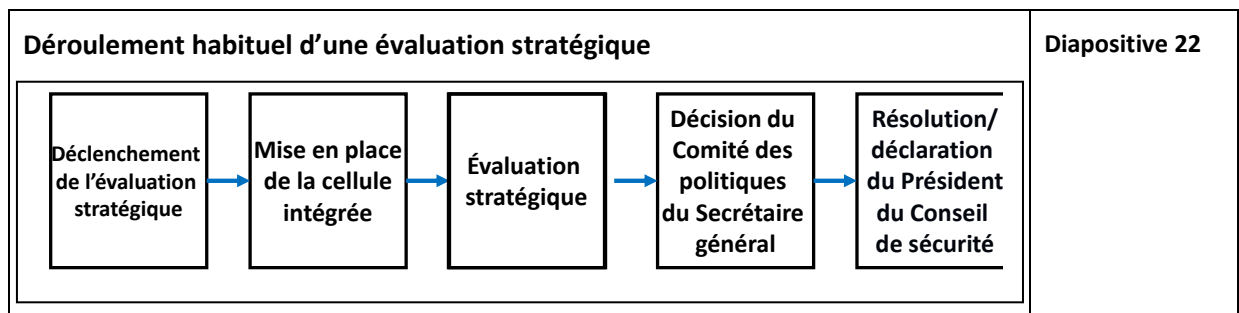 Déroulement habituel d’une évaluation stratégique
Diapositive 22
Déclenchement
de l’évaluation
stratégique
Mise en place
de la cellule
intégrée
Évaluation
stratégique
Décision du
Comité des
politiques
du Secrétaire
général
Résolution/
déclaration
du Président
du Conseil
de sécurité